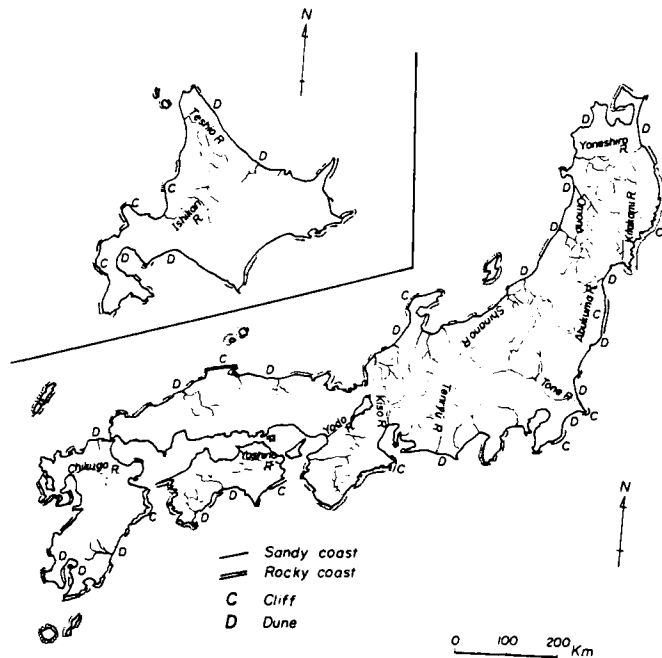 N
D
Teshio R
D
C
Ishikari
R
C
C
D
D
D
D
Yoneshiro
R
D
Omono
Kitakami R
C
D
D
Shinano R
Abukuma R
C
D
C
D
Tone R
D
C
D
C
D
D
Kiso R
Tenryū R
D
Yodo
R
C
D
Chikugo R
Yoshino
R
D
D
C
C
D
D
D
N
Sandy coast
Rocky coast
C Cliff
D Dune
0 100 200 Km